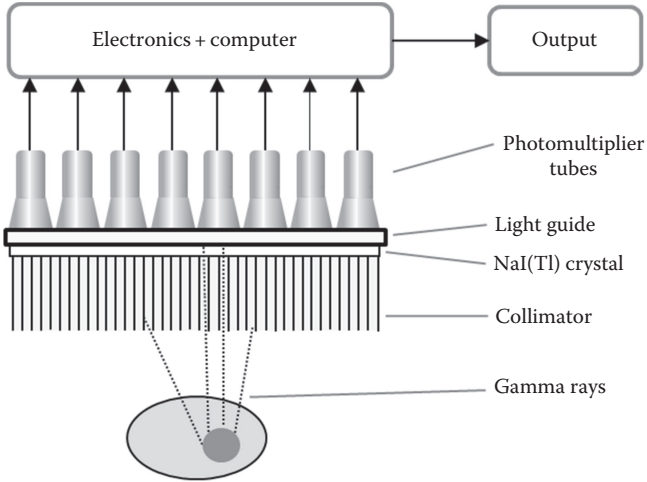 Electronics + computer
Output
Photomultiplier
tubes
Light guide
NaI(Tl) crystal
Collimator
Gamma rays